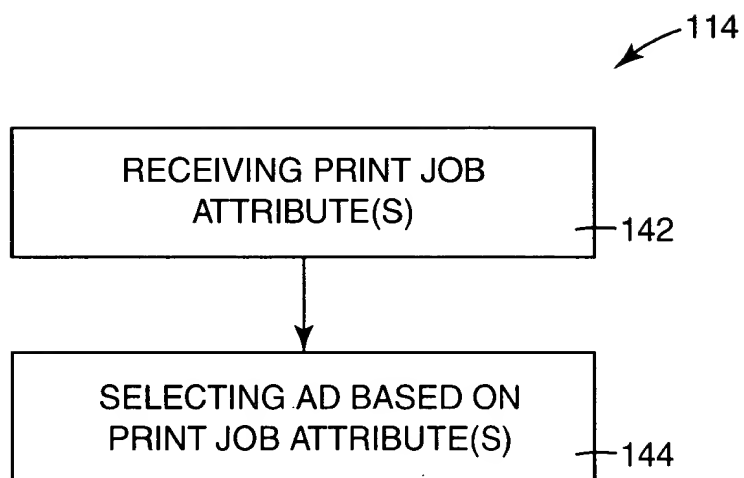 114
RECEIVING PRINT JOB
ATTRIBUTE(S)
142
SELECTING AD BASED ON
PRINT JOB ATTRIBUTE(S)
144